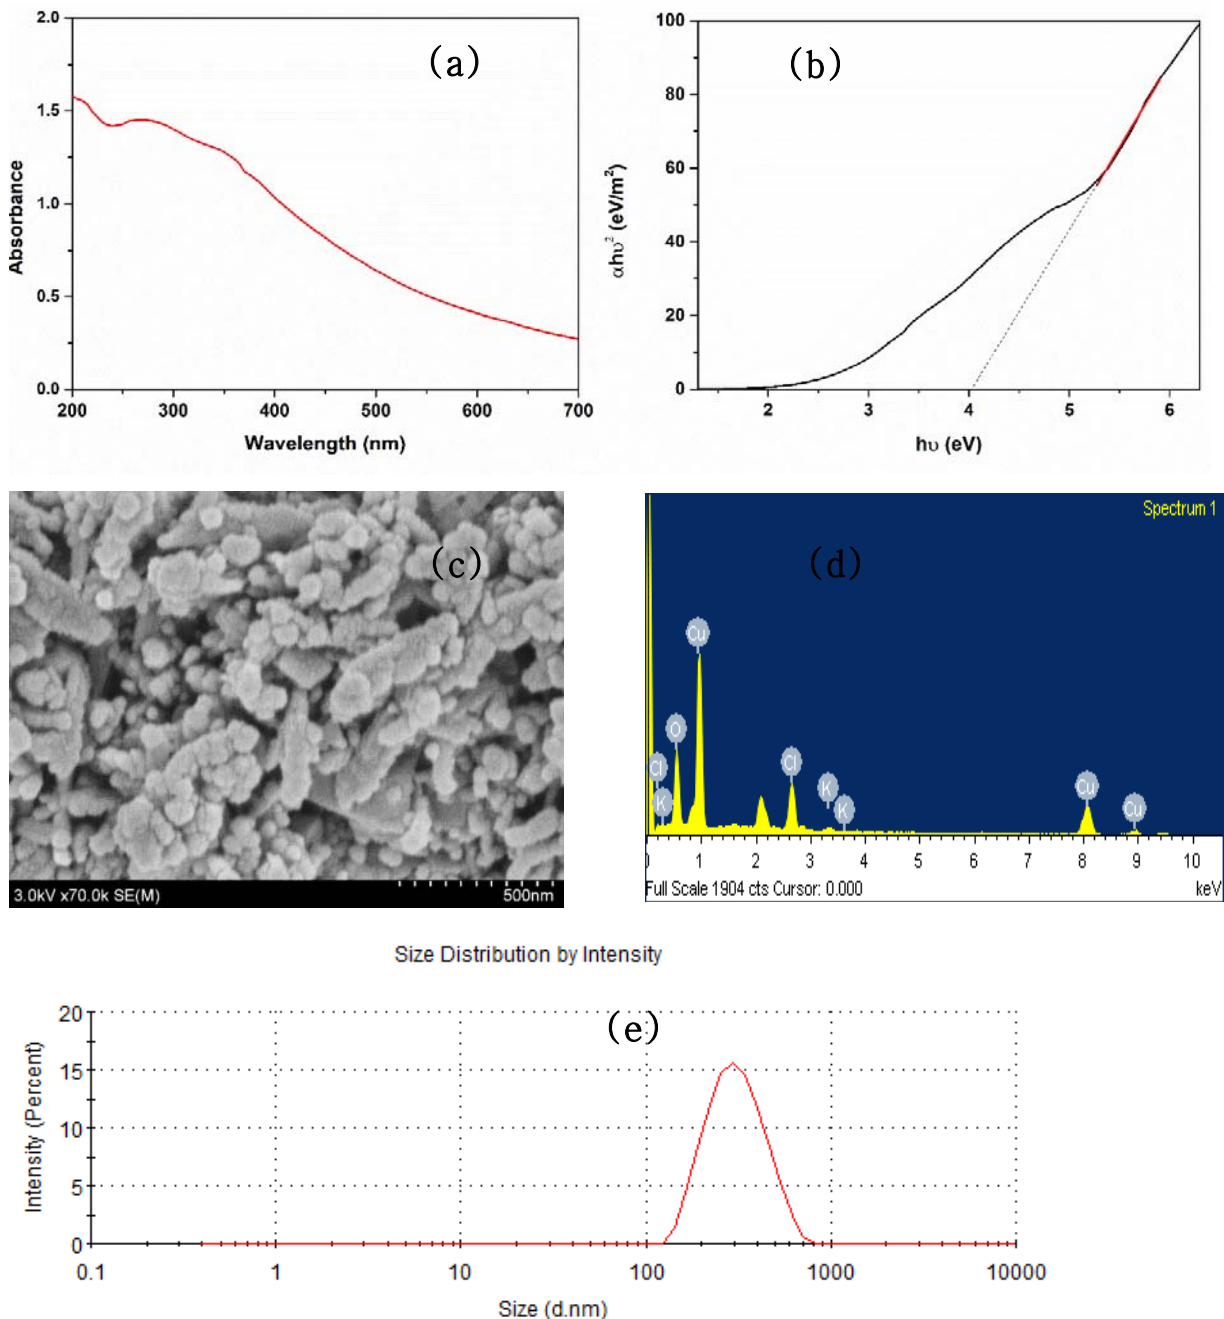 (a)
2.0
1.5
1.0
0.5
0.0
Absorbance
200 300 400 500 600 700
Wavelength (nm)
(b)
100
80
60
40
20
0
αhυ² (eV/m²)
2 3 4 5 6
hυ (eV)
(c)
3.0kV x70.0k SE(M) 500nm
Spectrum 1
(d)
Cu
O
Cl
K
Cl
K
K
Cu
Cu
0 1 2 3 4 5 6 7 8 9 10
Full Scale 1904 cts Cursor: 0.000 keV
Size Distribution by Intensity
(e)
20
15
10
5
0
Intensity (Percent)
0.1 1 10 100 1000 10000
Size (d.nm)